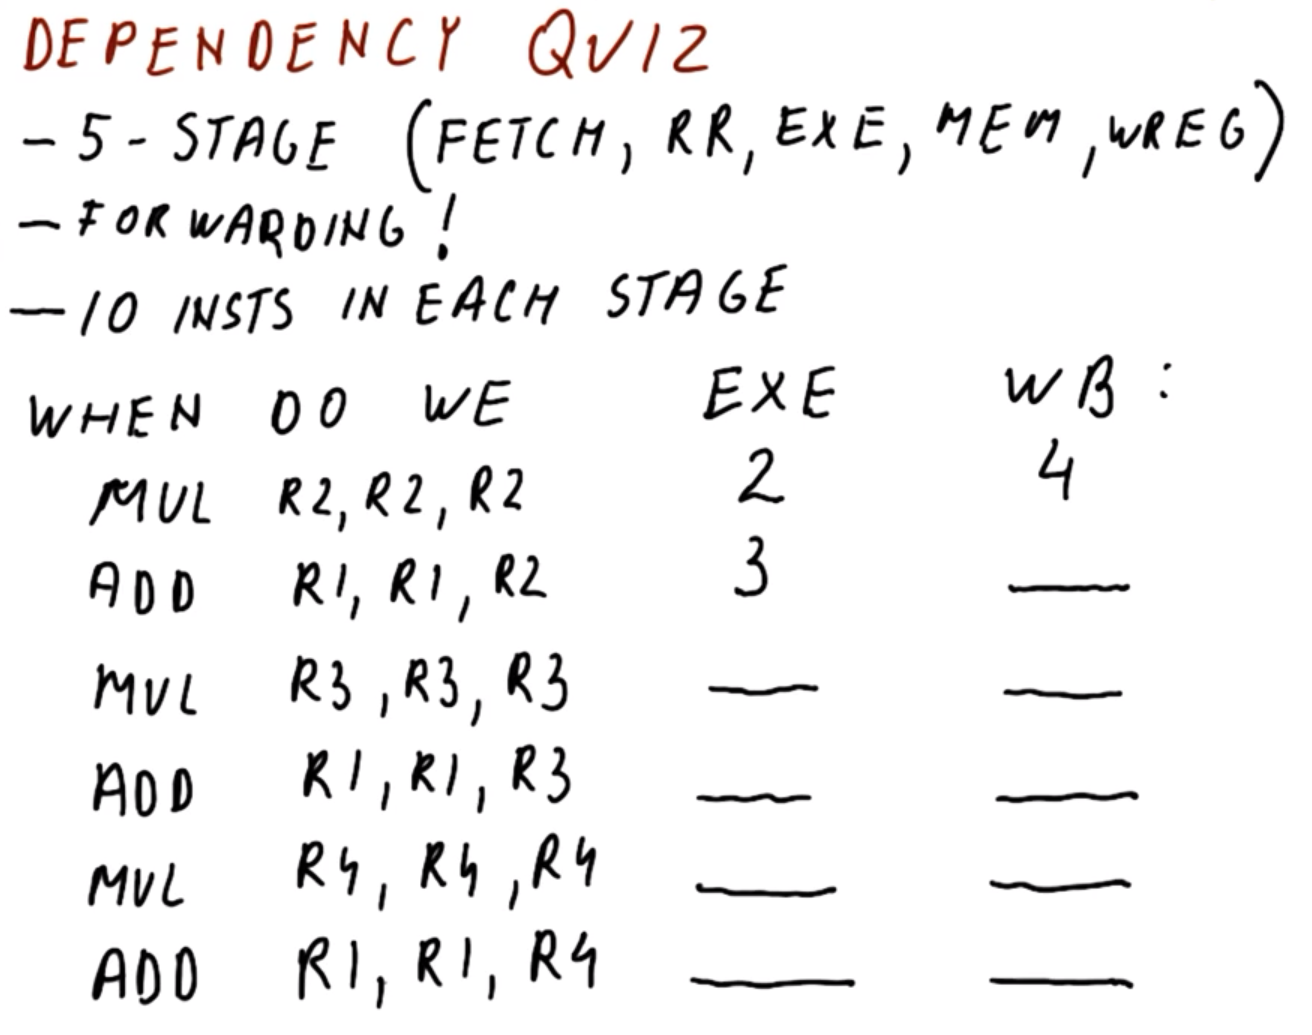 DEPENDENCY QUIZ
- 5-STAGE (FETCH, RR, EXE, MEM, WREG)
- FORWARDING!
- 10 INSTS IN EACH STAGE
WHEN DO WE EXE WB:
MUL R2, R2, R2 2 4
ADD R1, R1, R2 3 ___
MUL R3, R3, R3 ___ ___
ADD R1, R1, R3 ___ ___
MUL R4, R4, R4 ___ ___
ADD R1, R1, R4 ___ ___